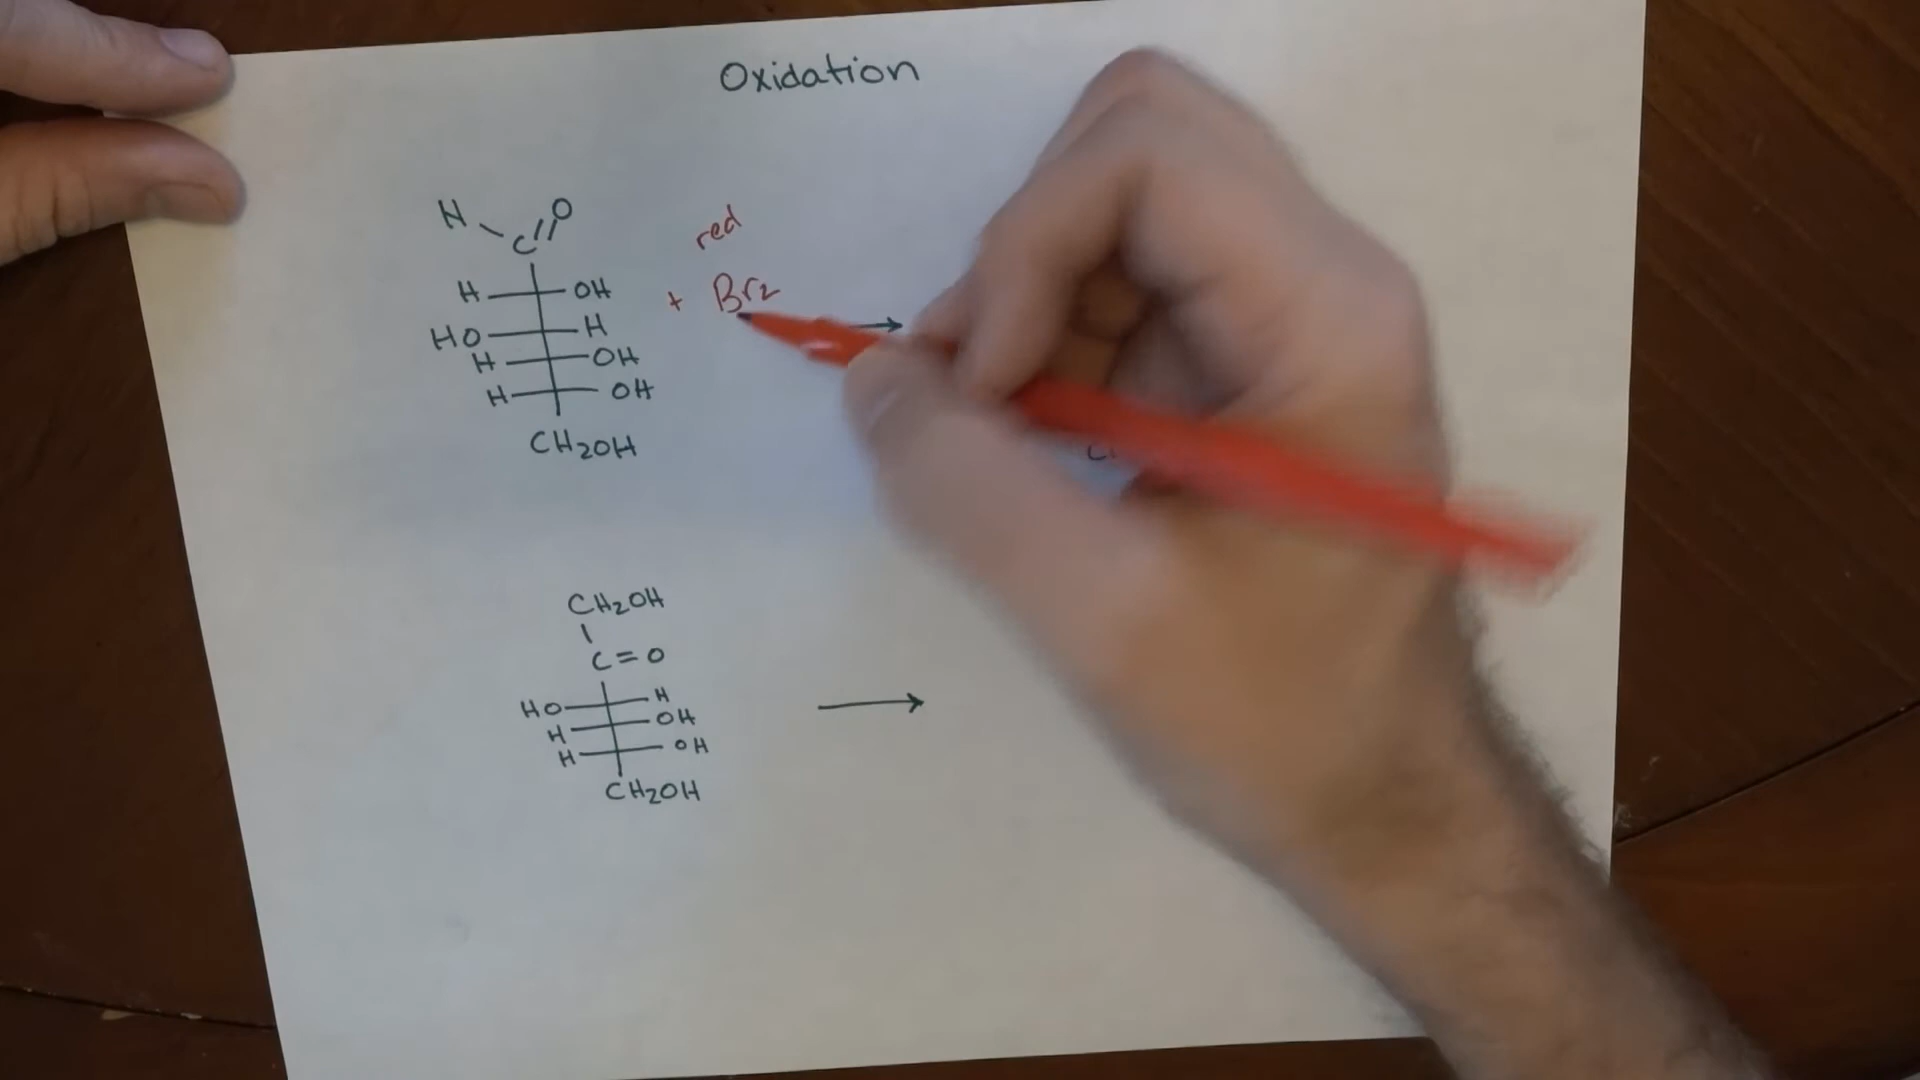 Oxidation
H C O
red
H OH
+ Br2
HO H
H OH
H OH
CH2OH
CH2OH
C=O
HO H
H OH
H OH
CH2OH